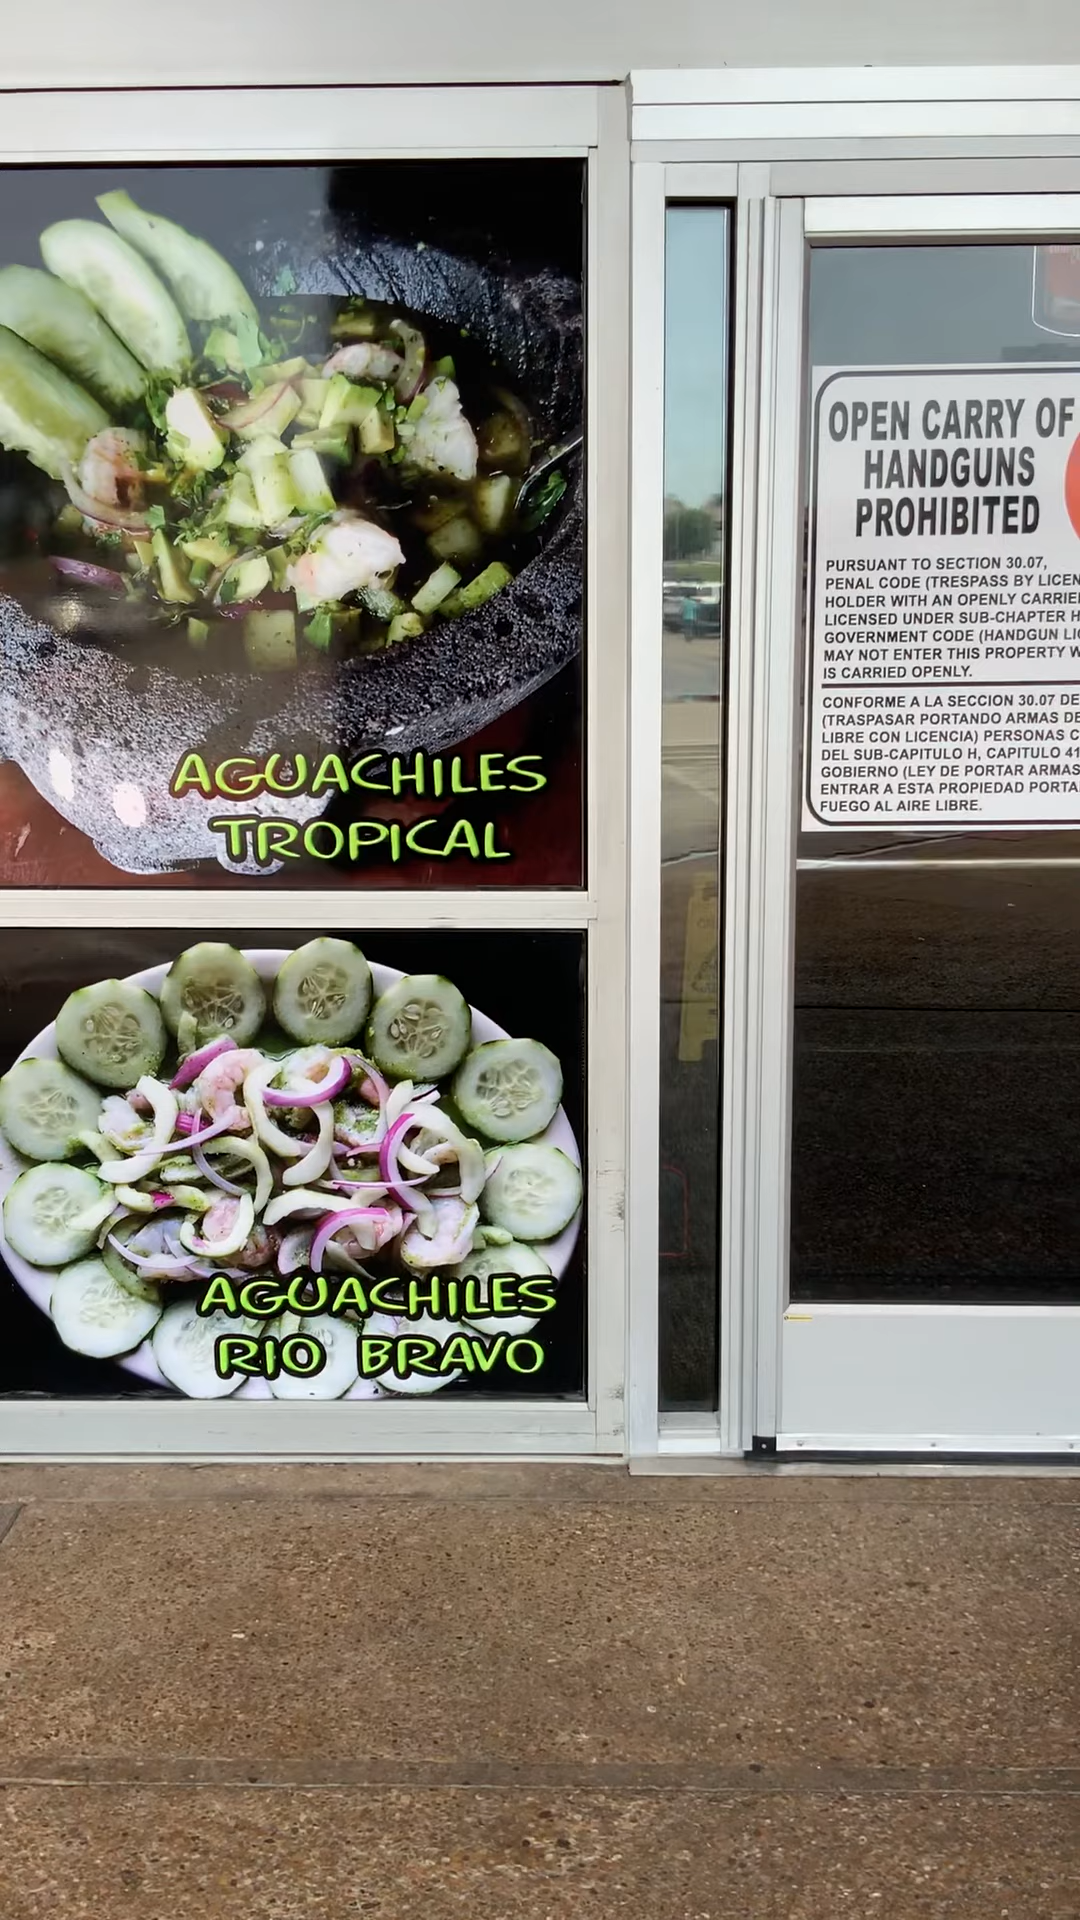 AGUACHILES
TROPICAL
AGUACHILES
RIO BRAVO
OPEN CARRY OF
HANDGUNS
PROHIBITED
PURSUANT TO SECTION 30.07,
PENAL CODE (TRESPASS BY LICEN
HOLDER WITH AN OPENLY CARRIE
LICENSED UNDER SUB-CHAPTER H
GOVERNMENT CODE (HANDGUN LI
MAY NOT ENTER THIS PROPERTY W
IS CARRIED OPENLY.
CONFORME A LA SECCION 30.07 DE
(TRASPASAR PORTANDO ARMAS DE
LIBRE CON LICENCIA) PERSONAS C
DEL SUB-CAPITULO H, CAPITULO 41
GOBIERNO (LEY DE PORTAR ARMAS
ENTRAR A ESTA PROPIEDAD PORTA
FUEGO AL AIRE LIBRE.